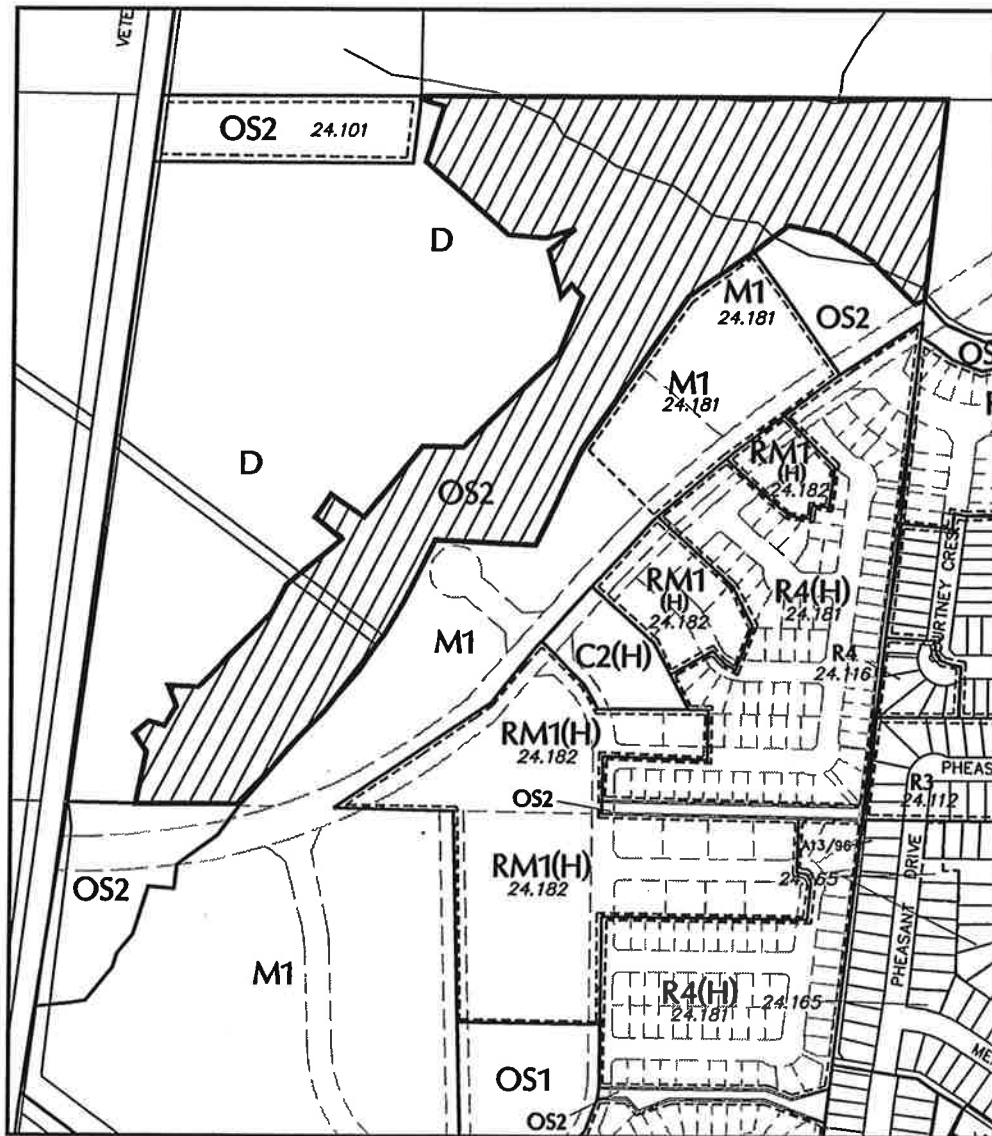 VETE
OS2 24.101
D
M1
24.181
OS2
OS
M1
24.181
RM1
(H)
24.182
D
OS2
RM1
(H)
24.182
R4(H)
24.181
URTNEY CRES
M1
C2(H)
R4
24.116
RM1(H)
24.182
PHEAS
R3
24.112
OS2
RM1(H)
24.182
A13/96
DRIVE
PHEASANT
OS2
M1
R4(H)
24.181
24.165
ME
OS1
OS2